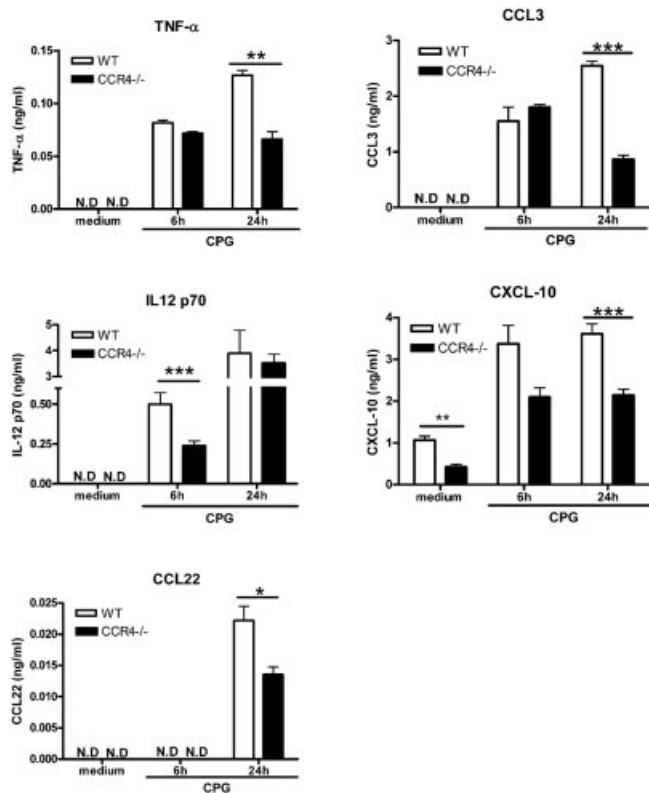 TNF-α
TNF-α (ng/ml)
0.15
0.10
0.05
0.00
WT
CCR4-/-
**
N.D N.D
medium
6h
24h
CPG
CCL3
CCL3 (ng/ml)
3
2
1
0
WT
CCR4-/-
***
N.D N.D
medium
6h
24h
CPG
IL12 p70
IL-12 p70 (ng/ml)
5
4
3
0.50
0.25
0.00
WT
CCR4-/-
***
N.D N.D
medium
6h
24h
CPG
CXCL-10
CXCL-10 (ng/ml)
4
3
2
1
0
WT
CCR4-/-
**
***
medium
6h
24h
CPG
CCL22
CCL22 (ng/ml)
0.025
0.020
0.015
0.010
0.005
0.000
WT
CCR4-/-
*
N.D N.D
N.D N.D
medium
6h
24h
CPG